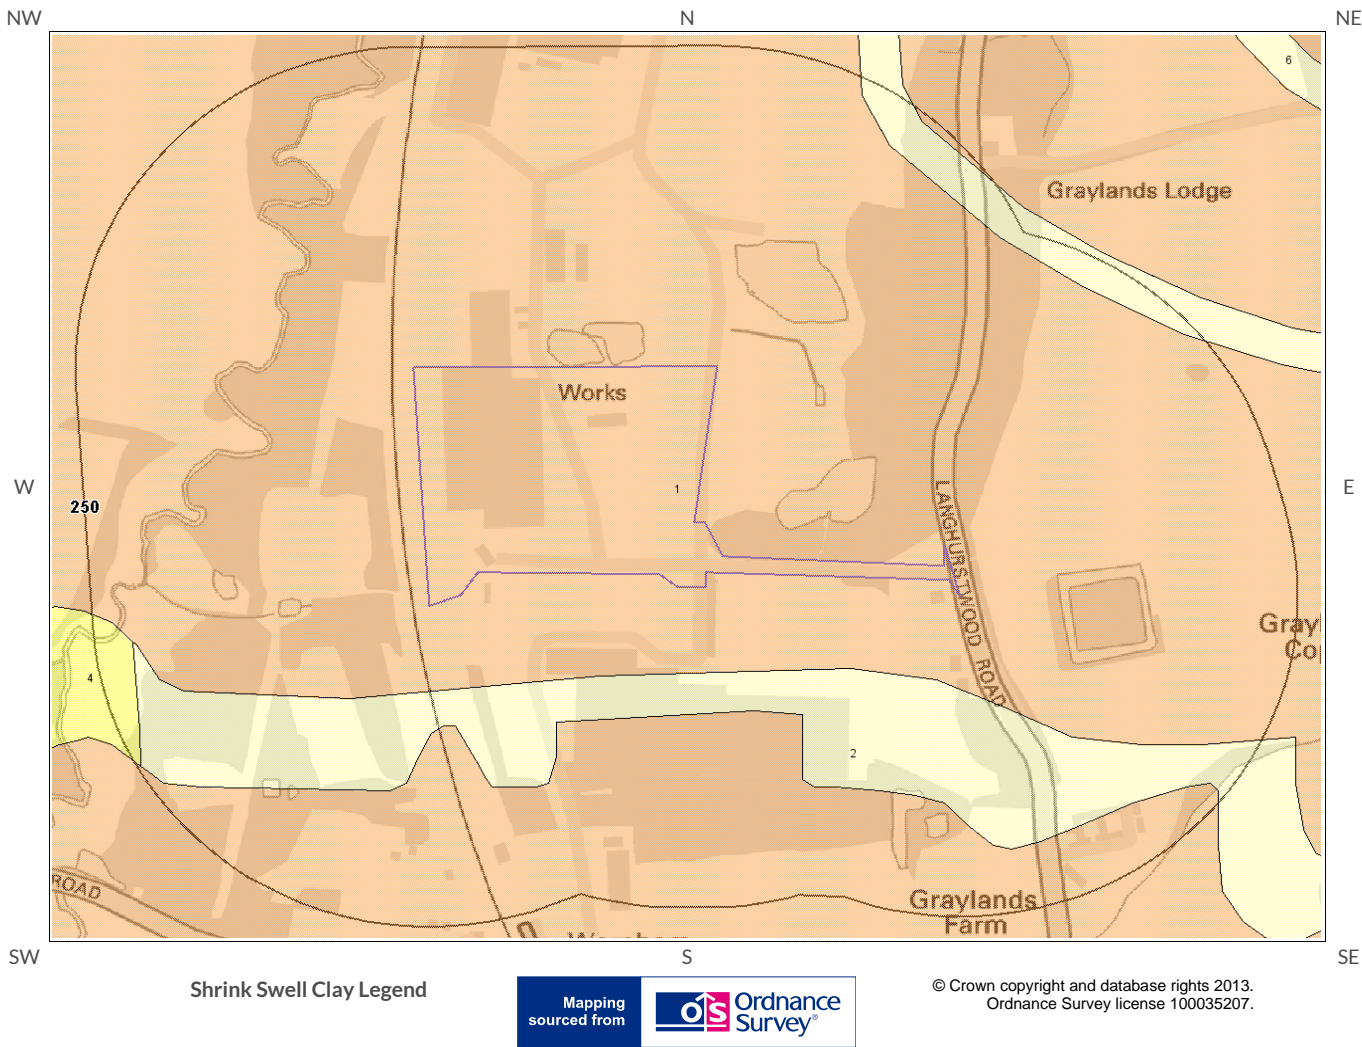 NW
N
NE
6
Graylands Lodge
Works
W
1
E
250
LANGHURSTWOOD ROAD
4
2
ROAD
Graylands
Farm
SW
S
SE
Shrink Swell Clay Legend
Mapping
sourced from
OS
Ordnance
Survey®
© Crown copyright and database rights 2013.
Ordnance Survey license 100035207.